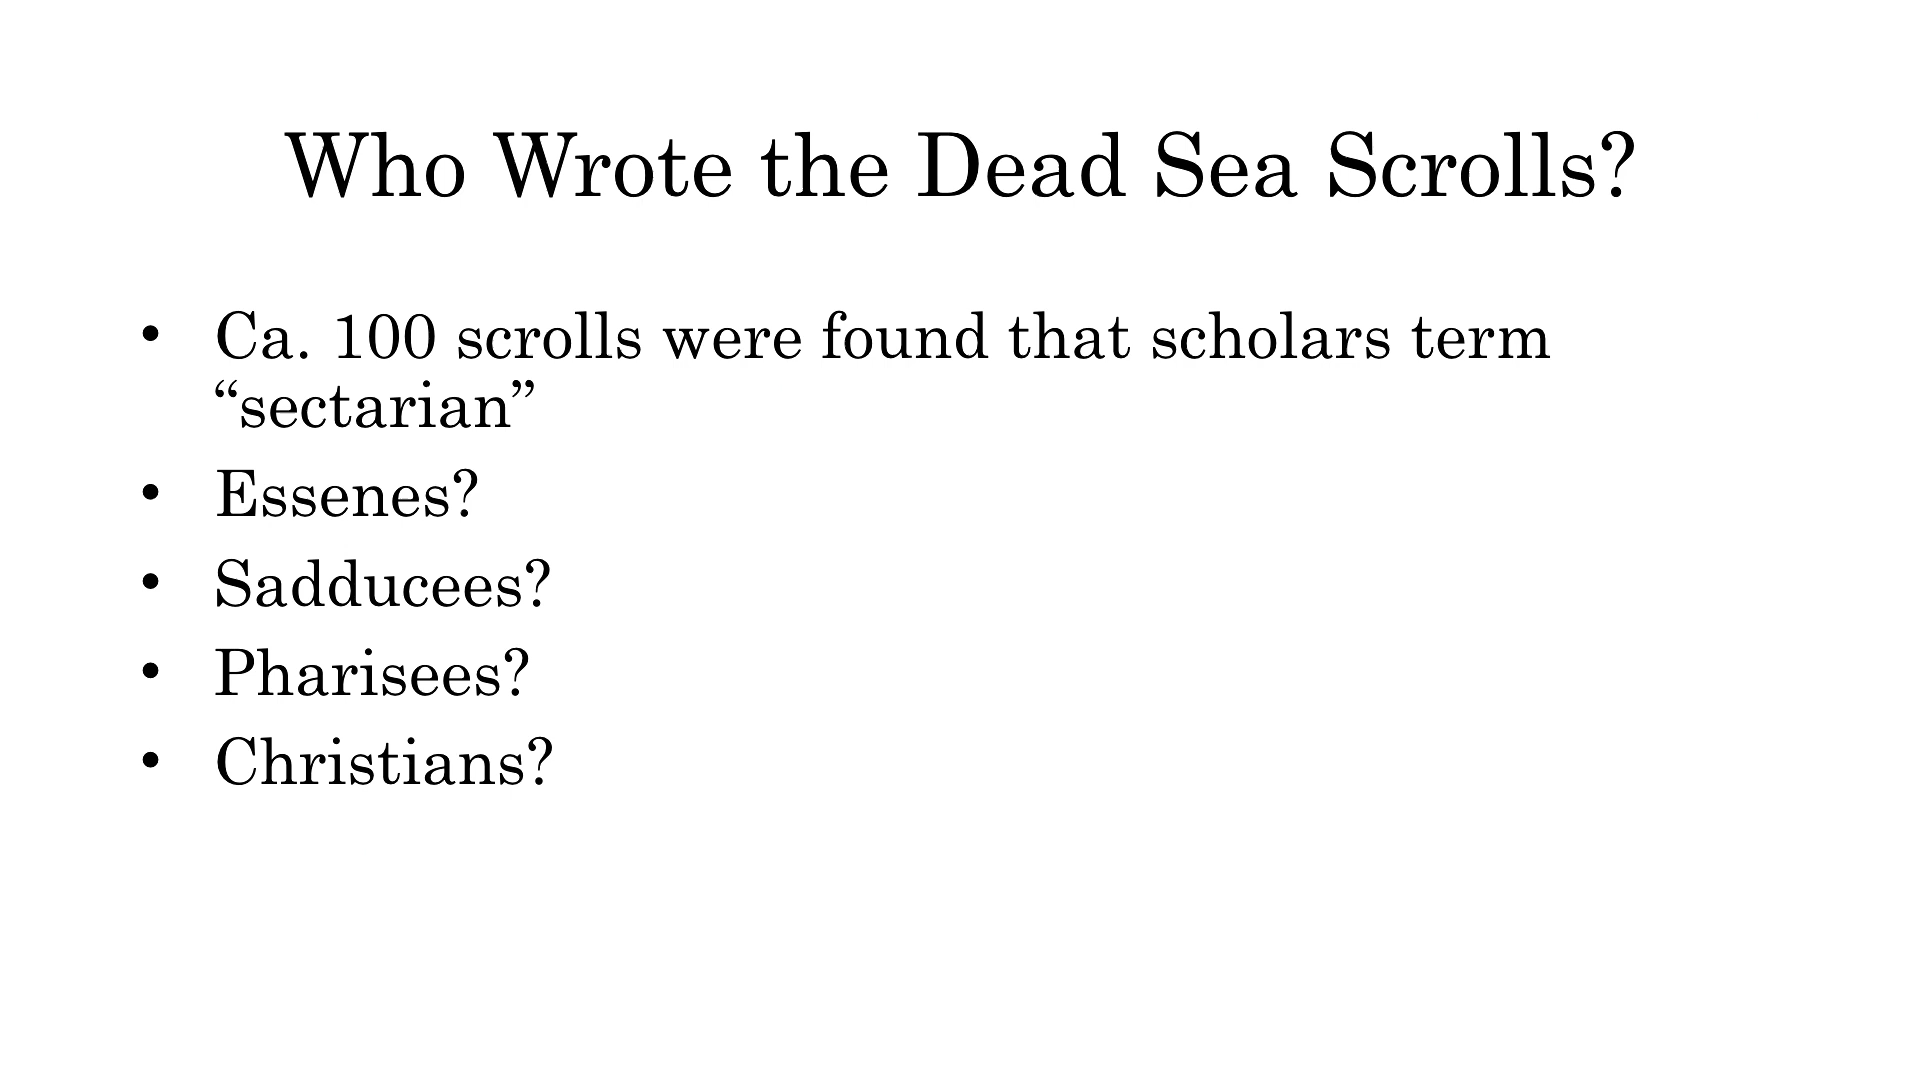 Who Wrote the Dead Sea Scrolls?
• Ca. 100 scrolls were found that scholars term
“sectarian”
• Essenes?
• Sadducees?
• Pharisees?
• Christians?